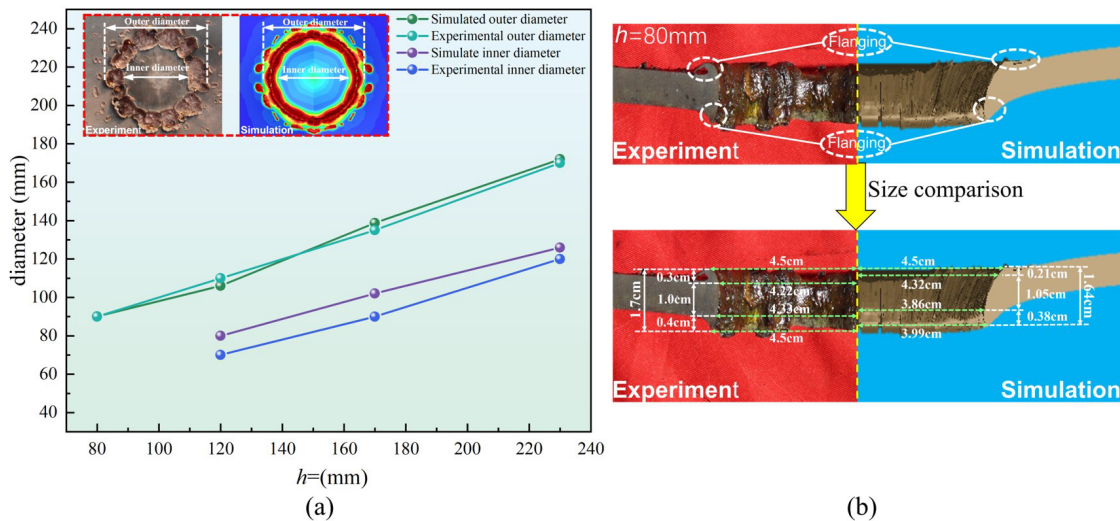 240
220
200
180
160
140
120
100
80
60
40
diameter (mm)
80
100
120
140
160
180
200
220
240
h=(mm)
Outer diameter
Inner diameter
Experiment
Outer diameter
Inner diameter
Simulation
Simulated outer diameter
Experimental outer diameter
Simulate inner diameter
Experimental inner diameter
(a)
h=80mm
Flanging
Flanging
Experiment
Simulation
Size comparison
4.5cm
4.5cm
0.3cm
4.22cm
4.32cm
0.21cm
1.7cm
1.0cm
1.05cm
1.64cm
4.33cm
3.86cm
0.4cm
0.38cm
4.5cm
3.99cm
Experiment
Simulation
(b)